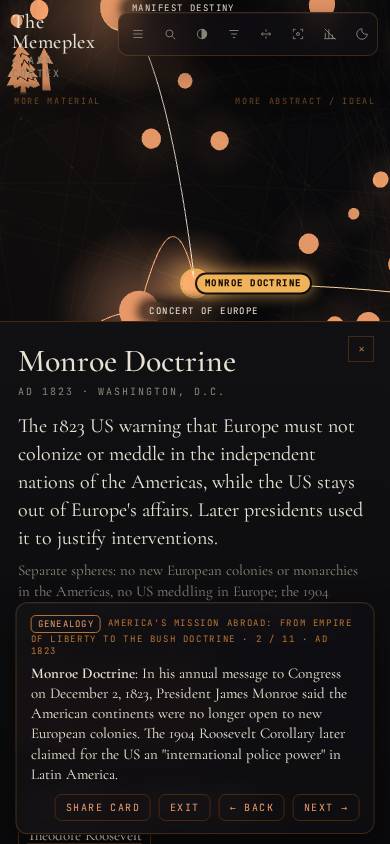 MANIFEST DESTINY
The
Memeplex
MORE MATERIAL
MORE ABSTRACT / IDEAL
MONROE DOCTRINE
CONCERT OF EUROPE
Monroe Doctrine
×
AD 1823 · WASHINGTON, D.C.
The 1823 US warning that Europe must not
colonize or meddle in the independent
nations of the Americas, while the US stays
out of Europe's affairs. Later presidents used
it to justify interventions.
Separate spheres: no new European colonies or monarchies
in the Americas, no US meddling in Europe; the 1904
GENEALOGY AMERICA'S MISSION ABROAD: FROM EMPIRE
OF LIBERTY TO THE BUSH DOCTRINE · 2 / 11 · AD
1823
Monroe Doctrine: In his annual message to Congress
on December 2, 1823, President James Monroe said the
American continents were no longer open to new
European colonies. The 1904 Roosevelt Corollary later
claimed for the US an "international police power" in
Latin America.
SHARE CARD
EXIT
← BACK
NEXT →
Theodore Roosevelt